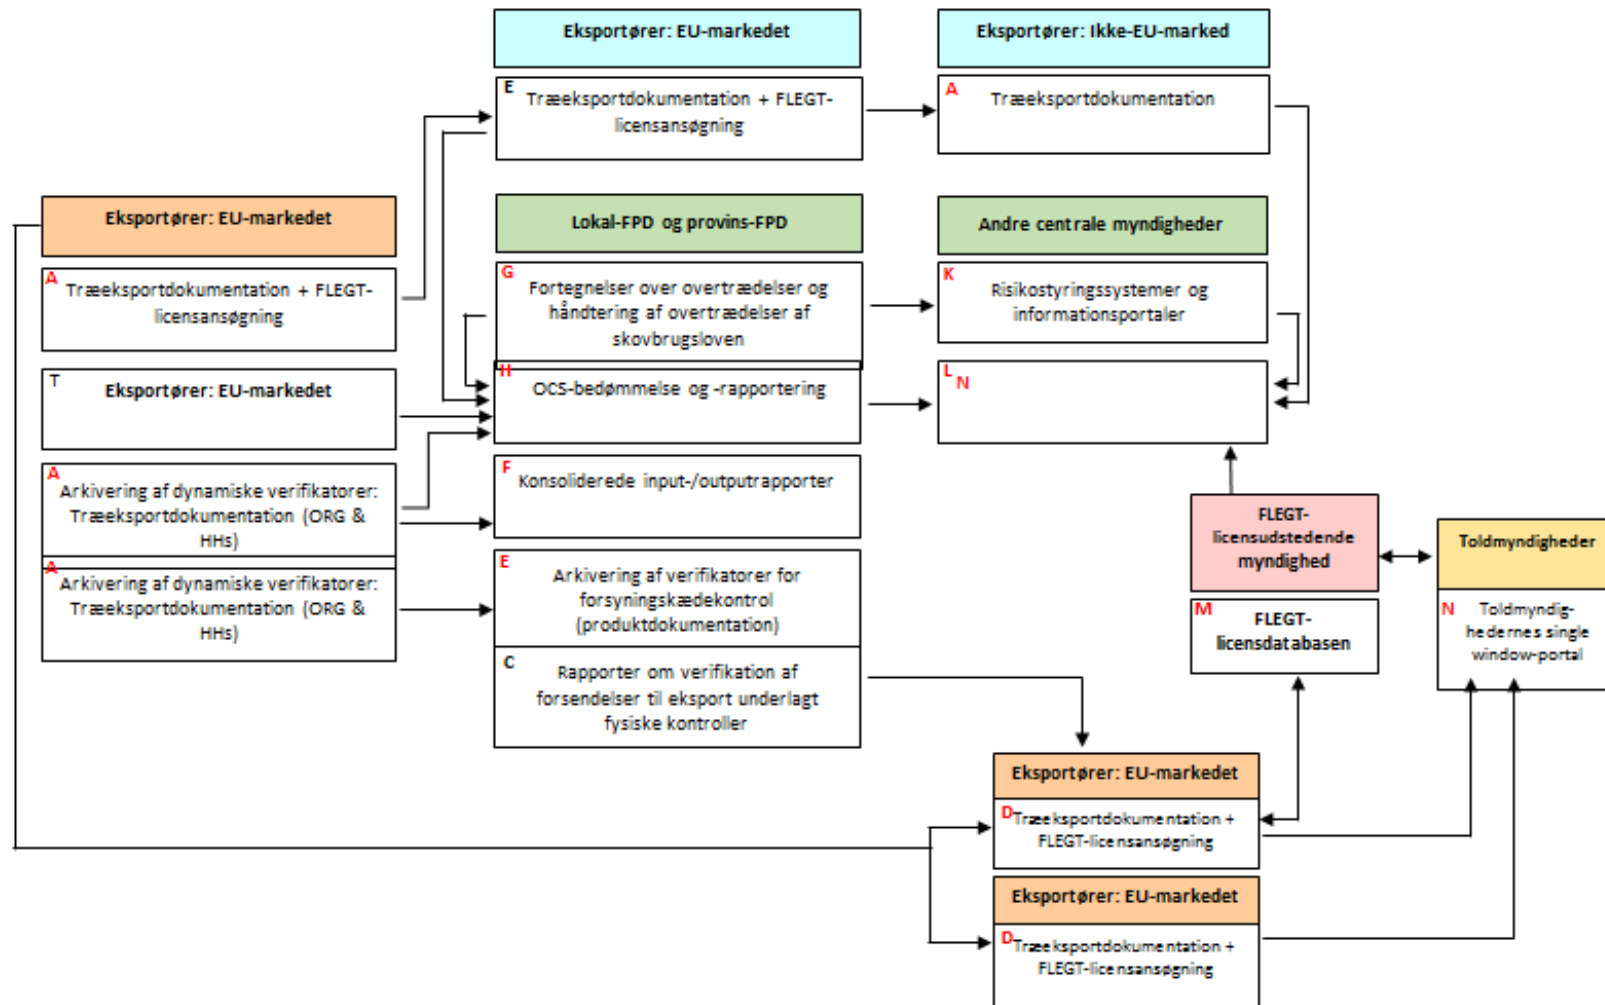 Eksportører: EU-markedet
Eksportører: Ikke-EU-marked
E
Træeksportdokumentation + FLEGT-
licensansøgning
A
Træeksportdokumentation
Eksportører: EU-markedet
Lokal-FPD og provins-FPD
Andre centrale myndigheder
A
Træeksportdokumentation + FLEGT-
licensansøgning
G
Fortegnelser over overtrædelser og
håndtering af overtrædelser af
skovbrugsloven
K
Risikostyringssystemer og
informationsportaler
T
Eksportører: EU-markedet
H
OCS-bedømmelse og -rapportering
L
N
A
Arkivering af dynamiske verifikatorer:
Træeksportdokumentation (ORG &
HHs)
F
Konsoliderede input-/outputrapporter
FLEGT-
licensudstedende
myndighed
Toldmyndigheder
A
Arkivering af dynamiske verifikatorer:
Træeksportdokumentation (ORG &
HHs)
E
Arkivering af verifikatorer for
forsyningskædekontrol
(produktdokumentation)
M
FLEGT-
licensdatabasen
N
Toldmyndig-
hedernes single
window-portal
C
Rapporter om verifikation af
forsendelser til eksport underlagt
fysiske kontroller
Eksportører: EU-markedet
D
Træeksportdokumentation +
FLEGT-licensansøgning
Eksportører: EU-markedet
D
Træeksportdokumentation +
FLEGT-licensansøgning